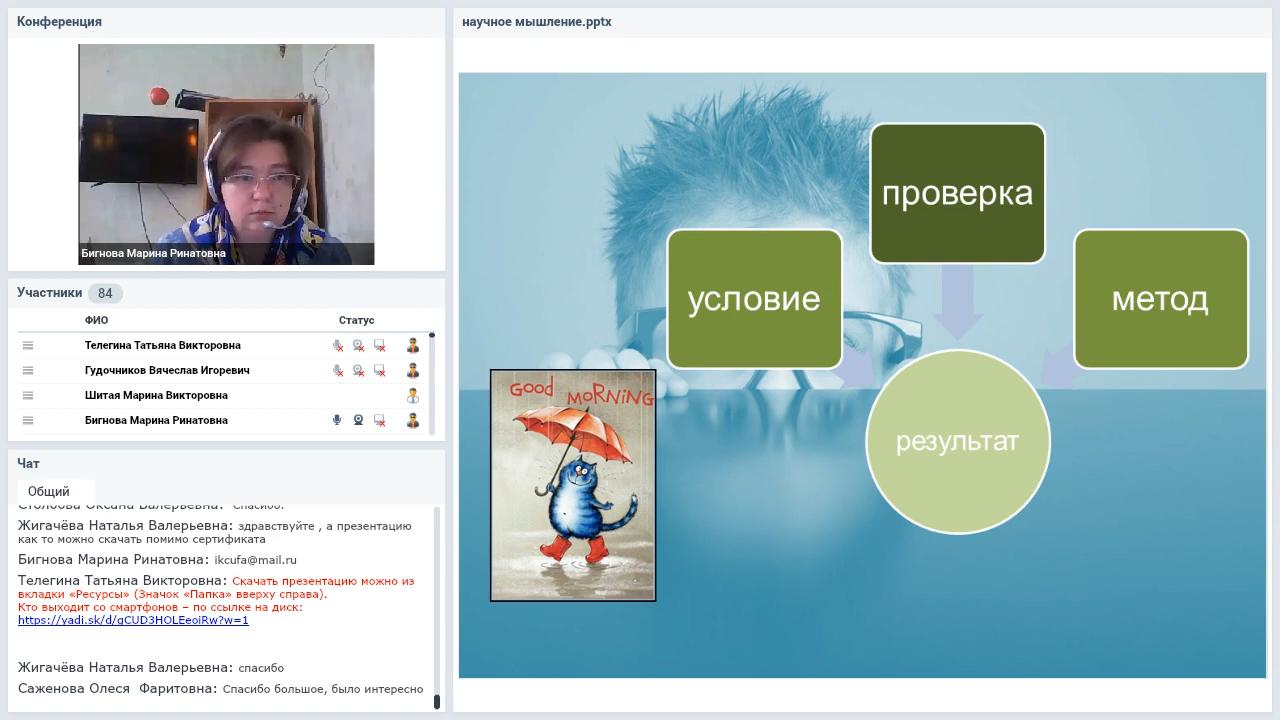 Конференция
Бигнова Марина Ринатовна
Участники 84
ФИО Статус
Телегина Татьяна Викторовна
Гудочников Вячеслав Игоревич
Шитая Марина Викторовна
Бигнова Марина Ринатовна
Чат
Общий
Столбова Оксана Валерьевна: Спасибо.
Жигачёва Наталья Валерьевна: здравствуйте , а презентацию
как то можно скачать помимо сертификата
Бигнова Марина Ринатовна: ikcufa@mail.ru
Телегина Татьяна Викторовна: Скачать презентацию можно из
вкладки «Ресурсы» (Значок «Папка» вверху справа).
Кто выходит со смартфонов – по ссылке на диск:
https://yadi.sk/d/gCUD3HOLEeoiRw?w=1
Жигачёва Наталья Валерьевна: спасибо
Саженова Олеся Фаритовна: Спасибо большое, было интересно
научное мышление.pptx
проверка
условие
метод
результат
Good MoRNiNG